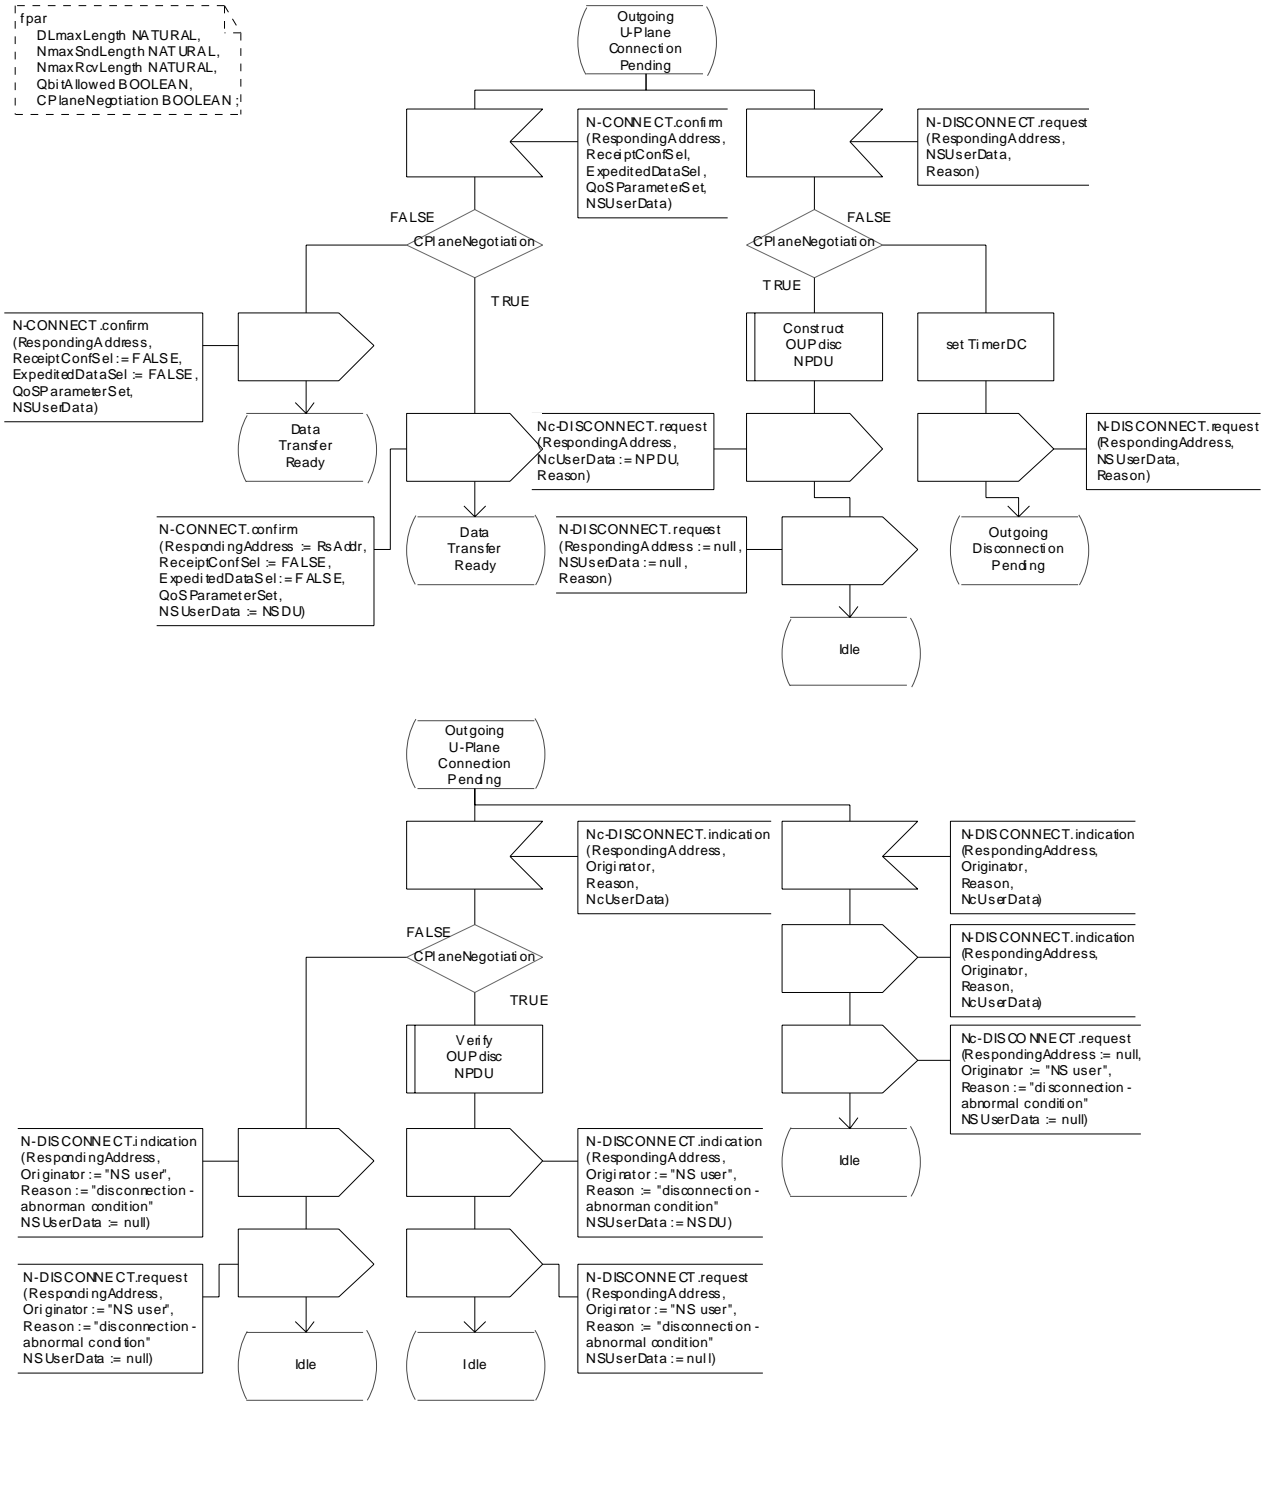 fpar
DLmaxLength NATURAL,
NmaxSndLength NATURAL,
NmaxRcvLength NATURAL,
QbitAllowed BOOLEAN,
CPlaneNegotiation BOOLEAN ;
Outgoing
U-Plane
Connection
Pending
N-CONNECT.confirm
(RespondingAddress,
ReceiptConfSel,
ExpeditedDataSel,
QoSParameterSet,
NSUserData)
N-DISCONNECT.request
(RespondingAddress,
NSUserData,
Reason)
FALSE
CPlaneNegotiation
TRUE
FALSE
CPlaneNegotiation
TRUE
N-CONNECT.confirm
(RespondingAddress,
ReceiptConfSel := FALSE,
ExpeditedDataSel := FALSE,
QoSParameterSet,
NSUserData)
Construct
OUPdisc
NPDU
set TimerDC
Data
Transfer
Ready
Nc-DISCONNECT.request
(RespondingAddress,
NcUserData := NPDU,
Reason)
N-DISCONNECT.request
(RespondingAddress,
NSUserData,
Reason)
N-CONNECT.confirm
(RespondingAddress := RsAddr,
ReceiptConfSel := FALSE,
ExpeditedDataSel := FALSE,
QoSParameterSet,
NSUserData := NSDU)
Data
Transfer
Ready
N-DISCONNECT.request
(RespondingAddress := null,
NSUserData := null,
Reason)
Outgoing
Disconnection
Pending
Idle
Outgoing
U-Plane
Connection
Pending
Nc-DISCONNECT.indication
(RespondingAddress,
Originator,
Reason,
NcUserData)
N-DISCONNECT.indication
(RespondingAddress,
Originator,
Reason,
NcUserData)
FALSE
CPlaneNegotiation
TRUE
N-DISCONNECT.indication
(RespondingAddress,
Originator,
Reason,
NcUserData)
Verify
OUPdisc
NPDU
Nc-DISCONNECT.request
(RespondingAddress := null,
Originator := "NS user",
Reason := "disconnection -
abnormal condition"
NSUserData := null)
N-DISCONNECT.indication
(RespondingAddress,
Originator := "NS user",
Reason := "disconnection -
abnorman condition"
NSUserData := null)
N-DISCONNECT.indication
(RespondingAddress,
Originator := "NS user",
Reason := "disconnection -
abnorman condition"
NSUserData := NSDU)
Idle
N-DISCONNECT.request
(RespondingAddress,
Originator := "NS user",
Reason := "disconnection -
abnormal condition"
NSUserData := null)
N-DISCONNECT.request
(RespondingAddress,
Originator := "NS user",
Reason := "disconnection -
abnormal condition"
NSUserData := null)
Idle
Idle